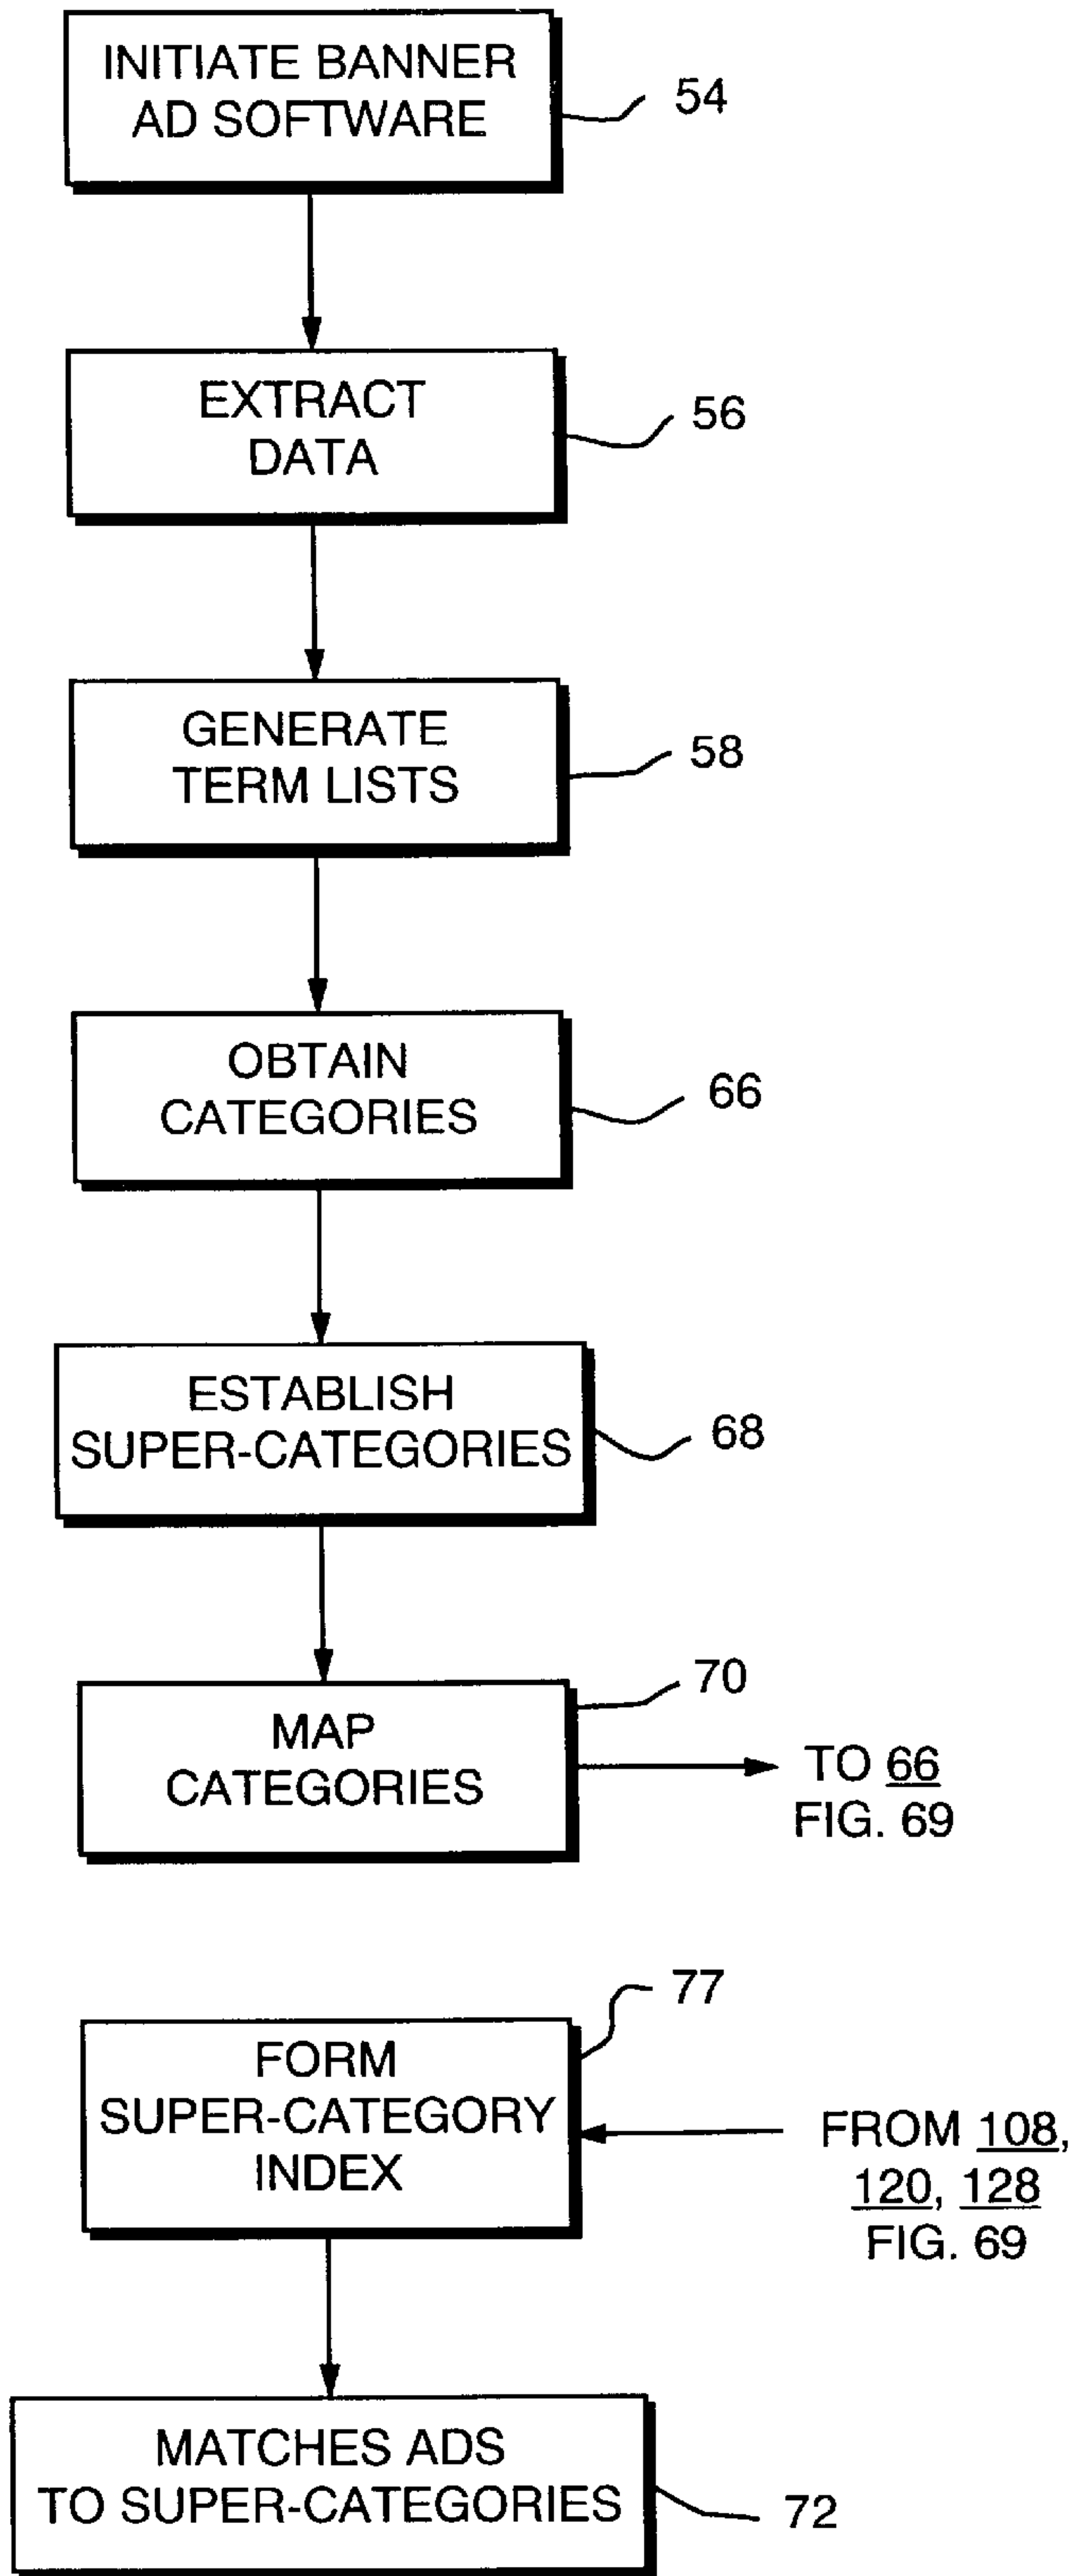 INITIATE BANNER
AD SOFTWARE
54
EXTRACT
DATA
56
GENERATE
TERM LISTS
58
OBTAIN
CATEGORIES
66
ESTABLISH
SUPER-CATEGORIES
68
MAP
CATEGORIES
70
TO 66
FIG. 69
FORM
SUPER-CATEGORY
INDEX
77
FROM 108,
120, 128
FIG. 69
MATCHES ADS
TO SUPER-CATEGORIES
72